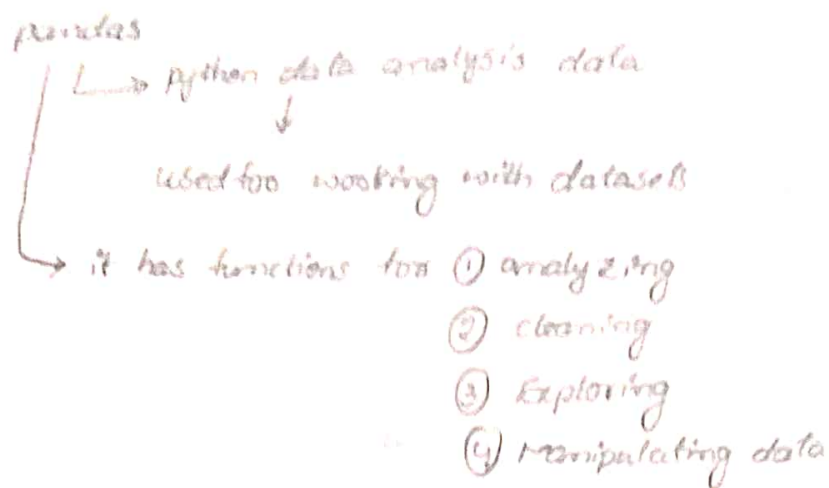 pandas
Python data analysis data
used for working with datasets
it has functions for ① analyzing
② cleaning
③ Exploring
④ Manipulating data